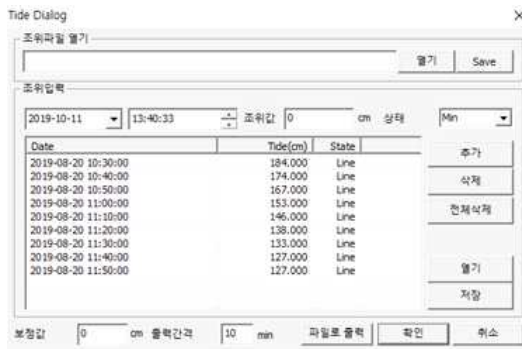 Tide Dialog
조위파일 열기
열기 Save
조위입력
2019-10-11 13:40:33 조위값 0 cm 상태 Min
Date Tide(cm) State
2019-08-20 10:30:00 184,000 Line
2019-08-20 10:40:00 174,000 Line
2019-08-20 10:50:00 167,000 Line
2019-08-20 11:00:00 153,000 Line
2019-08-20 11:10:00 146,000 Line
2019-08-20 11:20:00 138,000 Line
2019-08-20 11:30:00 133,000 Line
2019-08-20 11:40:00 127,000 Line
2019-08-20 11:50:00 127,000 Line
추가
삭제
전체삭제
열기
저장
보정값 0 cm 출력간격 10 min 파일로 출력 확인 취소